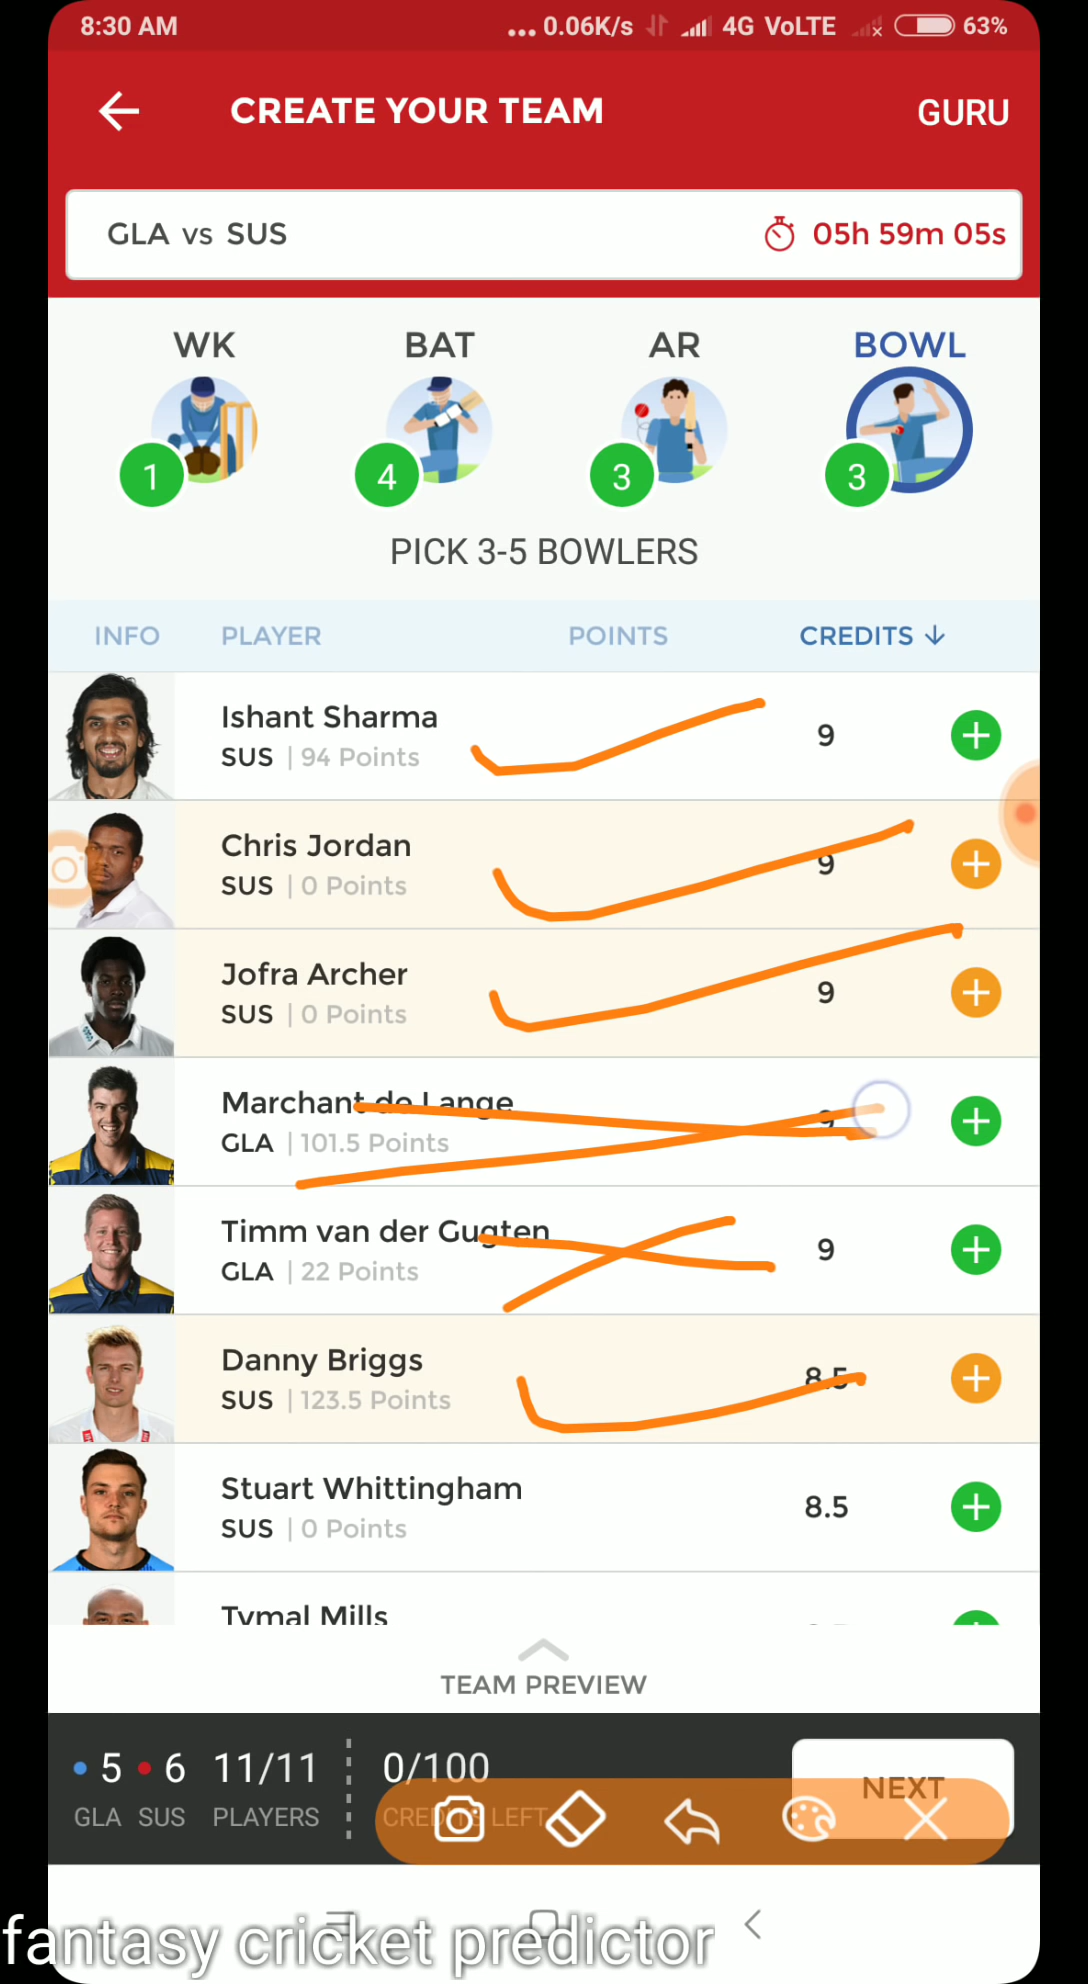 8:30 AM ... 0.06K/s 4G VoLTE 63%
CREATE YOUR TEAM GURU
GLA vs SUS 05h 59m 05s
WK BAT AR BOWL
1 4 3 3
PICK 3-5 BOWLERS
INFO PLAYER POINTS CREDITS ↓
Ishant Sharma
SUS | 94 Points 9
Chris Jordan
SUS | 0 Points 9
Jofra Archer
SUS | 0 Points 9
Marchant de Lange
GLA | 101.5 Points 9
Timm van der Gugten
GLA | 22 Points 9
Danny Briggs
SUS | 123.5 Points 8.5
Stuart Whittingham
SUS | 0 Points 8.5
Tymal Mills
TEAM PREVIEW
5 6 11/11 0/100 NEXT
GLA SUS PLAYERS CREDITS LEFT
fantasy cricket predictor